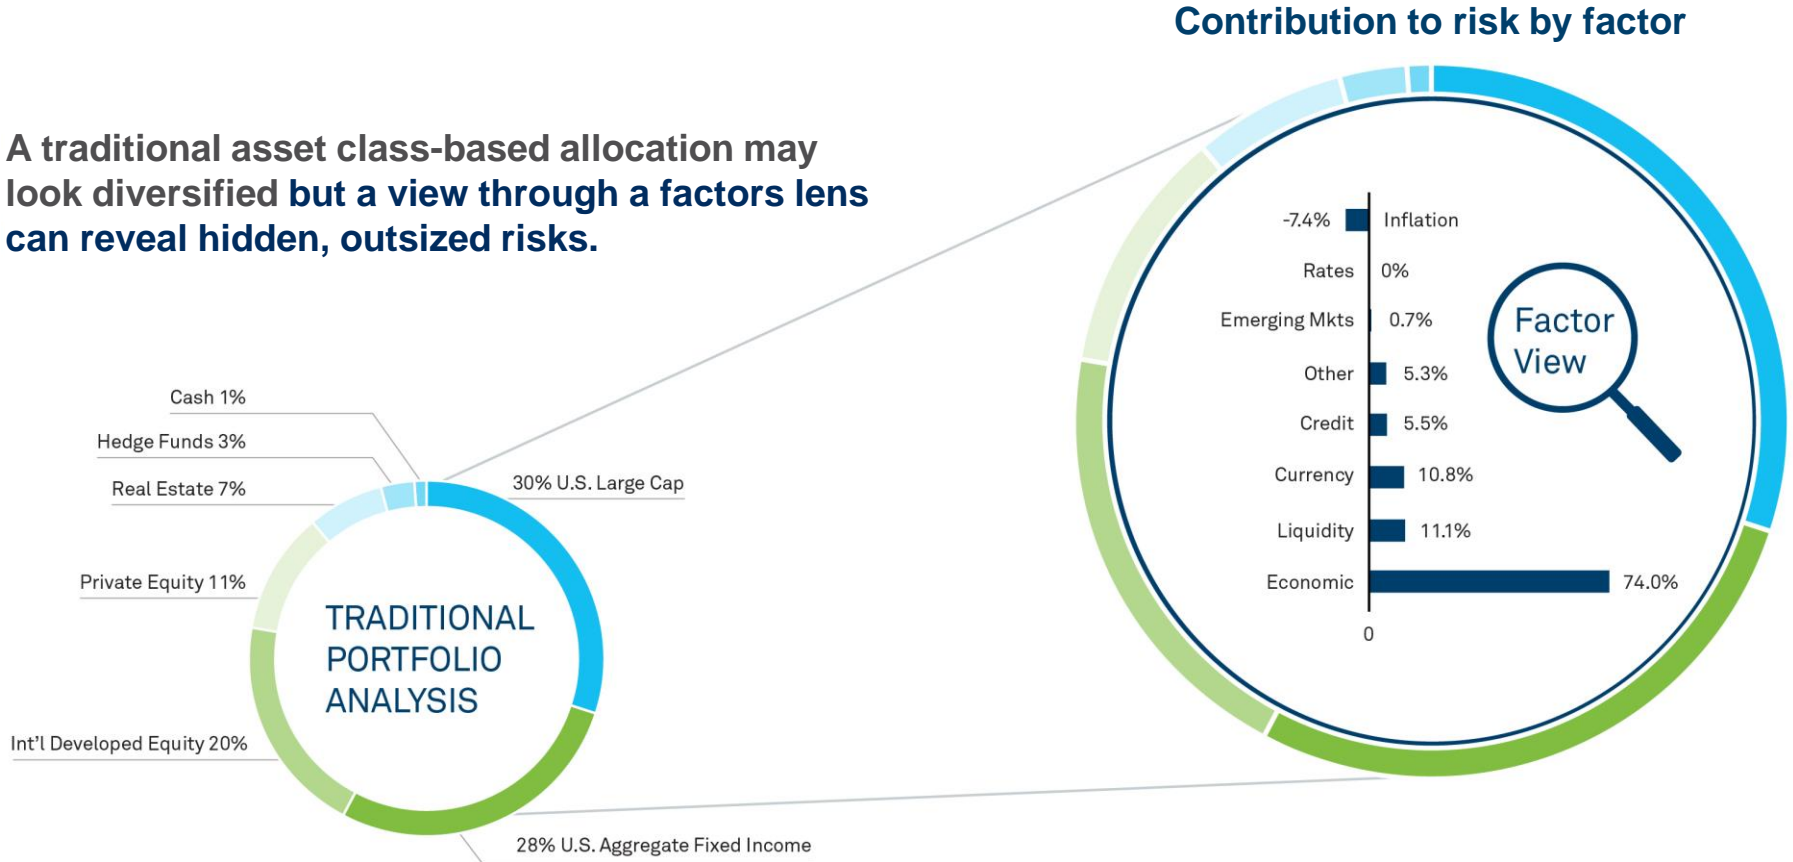 Contribution to risk by factor
A traditional asset class-based allocation may
look diversified but a view through a factors lens
can reveal hidden, outsized risks.
Cash 1%
Hedge Funds 3%
Real Estate 7%
30% U.S. Large Cap
Private Equity 11%
TRADITIONAL
PORTFOLIO
ANALYSIS
Int'l Developed Equity 20%
28% U.S. Aggregate Fixed Income
-7.4% Inflation
Rates 0%
Emerging Mkts 0.7%
Other 5.3%
Credit 5.5%
Currency 10.8%
Liquidity 11.1%
Economic 74.0%
0
Factor
View